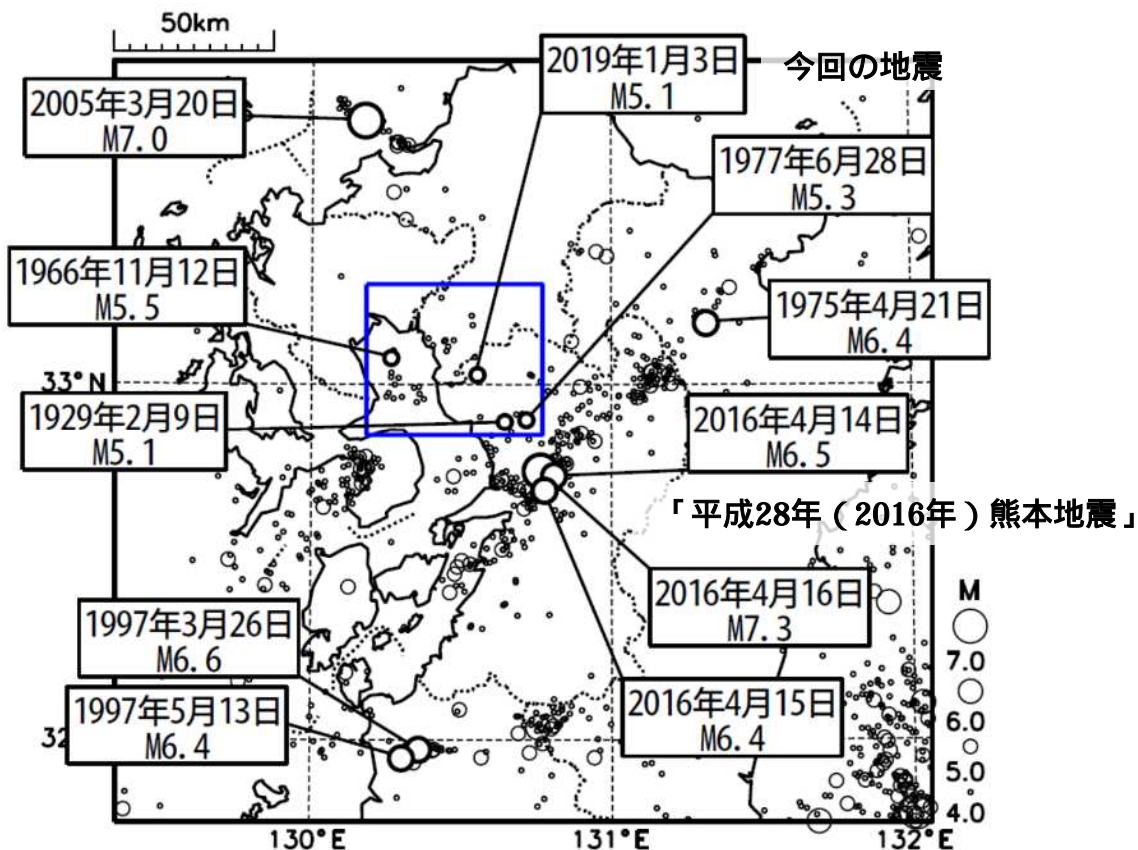 50km
2019年1月3日
M5.1
今回の地震
2005年3月20日
M7.0
1977年6月28日
M5.3
1966年11月12日
M5.5
1975年4月21日
M6.4
33°N
1929年2月9日
M5.1
2016年4月14日
M6.5
「平成28年(2016年)熊本地震」
2016年4月16日
M7.3
1997年3月26日
M6.6
2016年4月15日
M6.4
1997年5月13日
M6.4
32
M
7.0
6.0
5.0
4.0
130°E
131°E
132°E